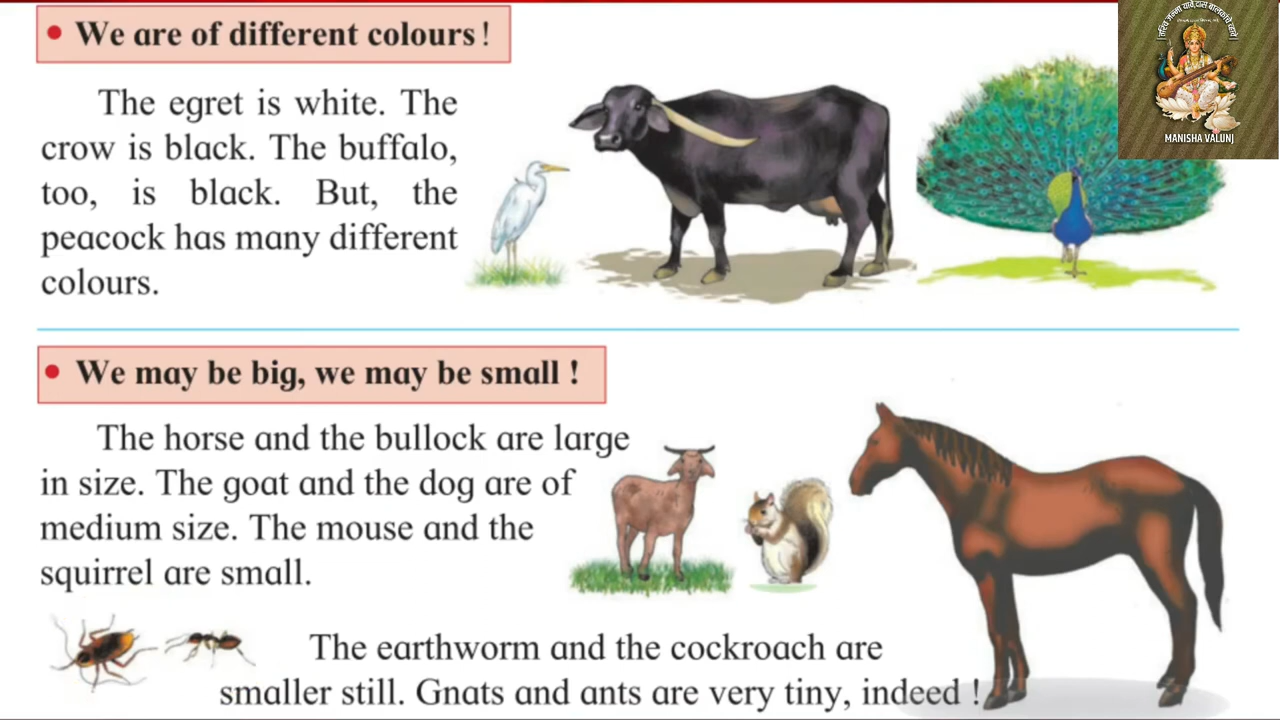 • We are of different colours !
The egret is white. The
crow is black. The buffalo,
too, is black. But, the
peacock has many different
colours.
• We may be big, we may be small !
The horse and the bullock are large
in size. The goat and the dog are of
medium size. The mouse and the
squirrel are small.
The earthworm and the cockroach are
smaller still. Gnats and ants are very tiny, indeed !
MANISHA VALUNJ